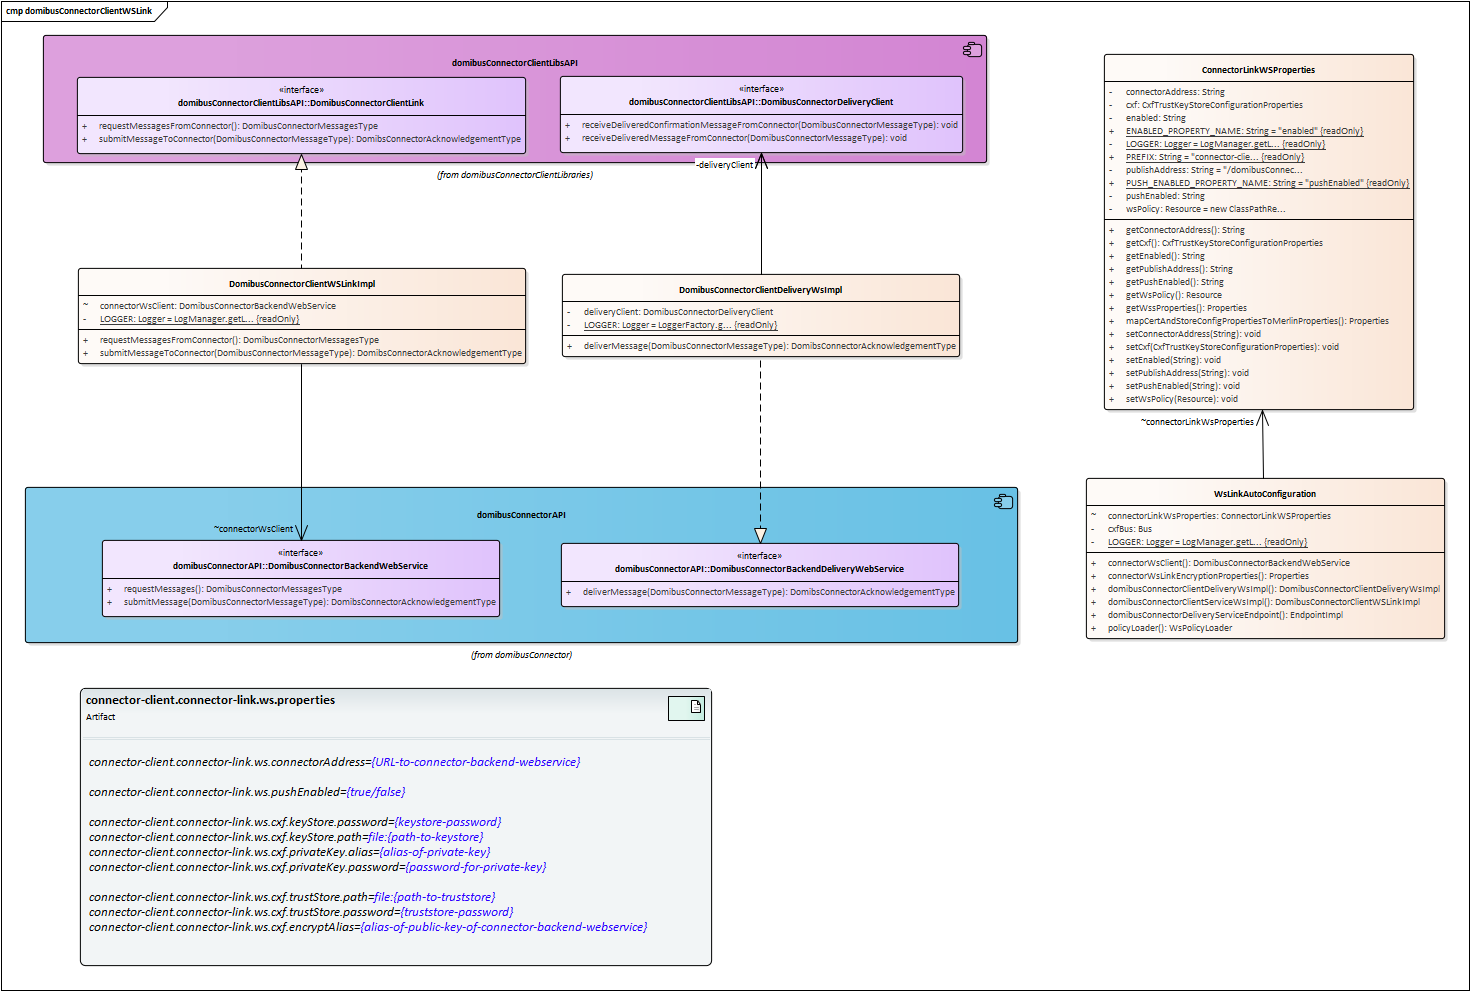 cmp domibusConnectorClientWSLink
domibusConnectorClientLibsAPI
«interface»
domibusConnectorClientLibsAPI::DomibusConnectorClientLink
+ requestMessagesFromConnector(): DomibusConnectorMessagesType
+ submitMessageToConnector(DomibusConnectorMessageType): DomibsConnectorAcknowledgementType
«interface»
domibusConnectorClientLibsAPI::DomibusConnectorDeliveryClient
+ receiveDeliveredConfirmationMessageFromConnector(DomibusConnectorMessageType): void
+ receiveDeliveredMessageFromConnector(DomibusConnectorMessageType): void
-deliveryClient
(from domibusConnectorClientLibraries)
DomibusConnectorClientWSLinkImpl
~ connectorWsClient: DomibusConnectorBackendWebService
- LOGGER: Logger = LogManager.getL... {readOnly}
+ requestMessagesFromConnector(): DomibusConnectorMessagesType
+ submitMessageToConnector(DomibusConnectorMessageType): DomibsConnectorAcknowledgementType
DomibusConnectorClientDeliveryWsImpl
- deliveryClient: DomibusConnectorDeliveryClient
- LOGGER: Logger = LoggerFactory.g... {readOnly}
+ deliverMessage(DomibusConnectorMessageType): DomibsConnectorAcknowledgementType
domibusConnectorAPI
~connectorWsClient
«interface»
domibusConnectorAPI::DomibusConnectorBackendWebService
+ requestMessages(): DomibusConnectorMessagesType
+ submitMessage(DomibusConnectorMessageType): DomibsConnectorAcknowledgementType
«interface»
domibusConnectorAPI::DomibusConnectorBackendDeliveryWebService
+ deliverMessage(DomibusConnectorMessageType): DomibsConnectorAcknowledgementType
(from domibusConnector)
ConnectorLinkWSProperties
- connectorAddress: String
- cxf: CxfTrustKeyStoreConfigurationProperties
- enabled: String
+ ENABLED_PROPERTY_NAME: String = "enabled" {readOnly}
- LOGGER: Logger = LogManager.getL... {readOnly}
+ PREFIX: String = "connector-clie... {readOnly}
- publishAddress: String = "/domibusConnec...
+ PUSH_ENABLED_PROPERTY_NAME: String = "pushEnabled" {readOnly}
- pushEnabled: String
- wsPolicy: Resource = new ClassPathRe...
+ getConnectorAddress(): String
+ getCxf(): CxfTrustKeyStoreConfigurationProperties
+ getEnabled(): String
+ getPublishAddress(): String
+ getPushEnabled(): String
+ getWsPolicy(): Resource
+ getWssProperties(): Properties
+ mapCertAndStoreConfigPropertiesToMerlinProperties(): Properties
+ setConnectorAddress(String): void
+ setCxf(CxfTrustKeyStoreConfigurationProperties): void
+ setEnabled(String): void
+ setPublishAddress(String): void
+ setPushEnabled(String): void
+ setWsPolicy(Resource): void
~connectorLinkWsProperties
WsLinkAutoConfiguration
~ connectorLinkWsProperties: ConnectorLinkWSProperties
- cxfBus: Bus
- LOGGER: Logger = LogManager.getL... {readOnly}
+ connectorWsClient(): DomibusConnectorBackendWebService
+ connectorWsLinkEncryptionProperties(): Properties
+ domibusConnectorClientDeliveryWsImpl(): DomibusConnectorClientDeliveryWsImpl
+ domibusConnectorClientServiceWsImpl(): DomibusConnectorClientWSLinkImpl
+ domibusConnectorDeliveryServiceEndpoint(): EndpointImpl
+ policyLoader(): WsPolicyLoader
connector-client.connector-link.ws.properties
Artifact
connector-client.connector-link.ws.connectorAddress={URL-to-connector-backend-webservice}
connector-client.connector-link.ws.pushEnabled={true/false}
connector-client.connector-link.ws.cxf.keyStore.password={keystore-password}
connector-client.connector-link.ws.cxf.keyStore.path=file:{path-to-keystore}
connector-client.connector-link.ws.cxf.privateKey.alias={alias-of-private-key}
connector-client.connector-link.ws.cxf.privateKey.password={password-for-private-key}
connector-client.connector-link.ws.cxf.trustStore.path=file:{path-to-truststore}
connector-client.connector-link.ws.cxf.trustStore.password={truststore-password}
connector-client.connector-link.ws.cxf.encryptAlias={alias-of-public-key-of-connector-backend-webservice}